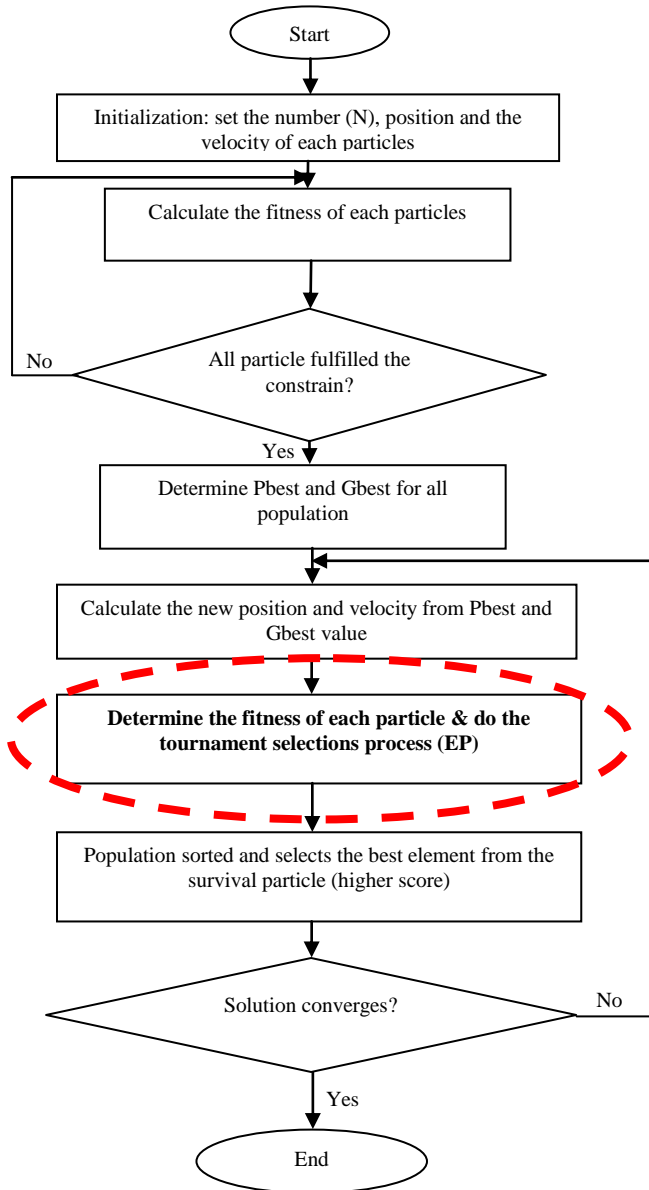 Start
Initialization: set the number (N), position and the
velocity of each particles
Calculate the fitness of each particles
No
All particle fulfilled the
constrain?
Yes
Determine Pbest and Gbest for all
population
Calculate the new position and velocity from Pbest and
Gbest value
Determine the fitness of each particle & do the
tournament selections process (EP)
Population sorted and selects the best element from the
survival particle (higher score)
Solution converges?
No
Yes
End